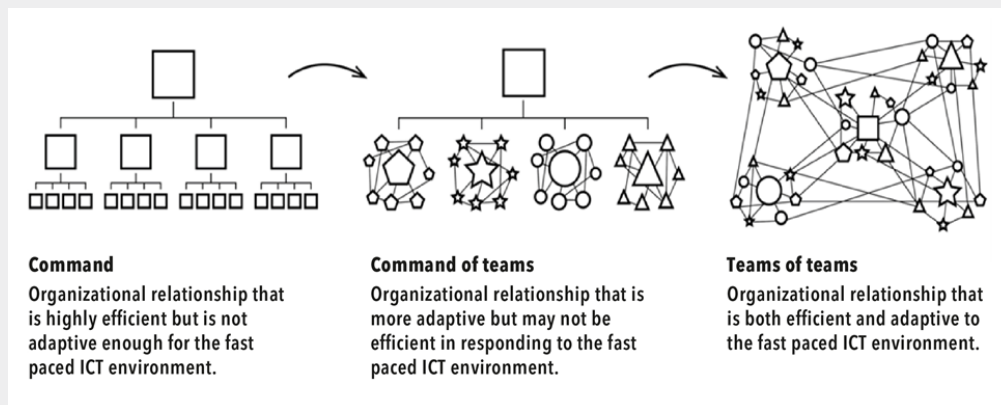 Command
Organizational relationship that
is highly efficient but is not
adaptive enough for the fast
paced ICT environment.
Command of teams
Organizational relationship that is
more adaptive but may not be
efficient in responding to the fast
paced ICT environment.
Teams of teams
Organizational relationship that
is both efficient and adaptive to
the fast paced ICT environment.